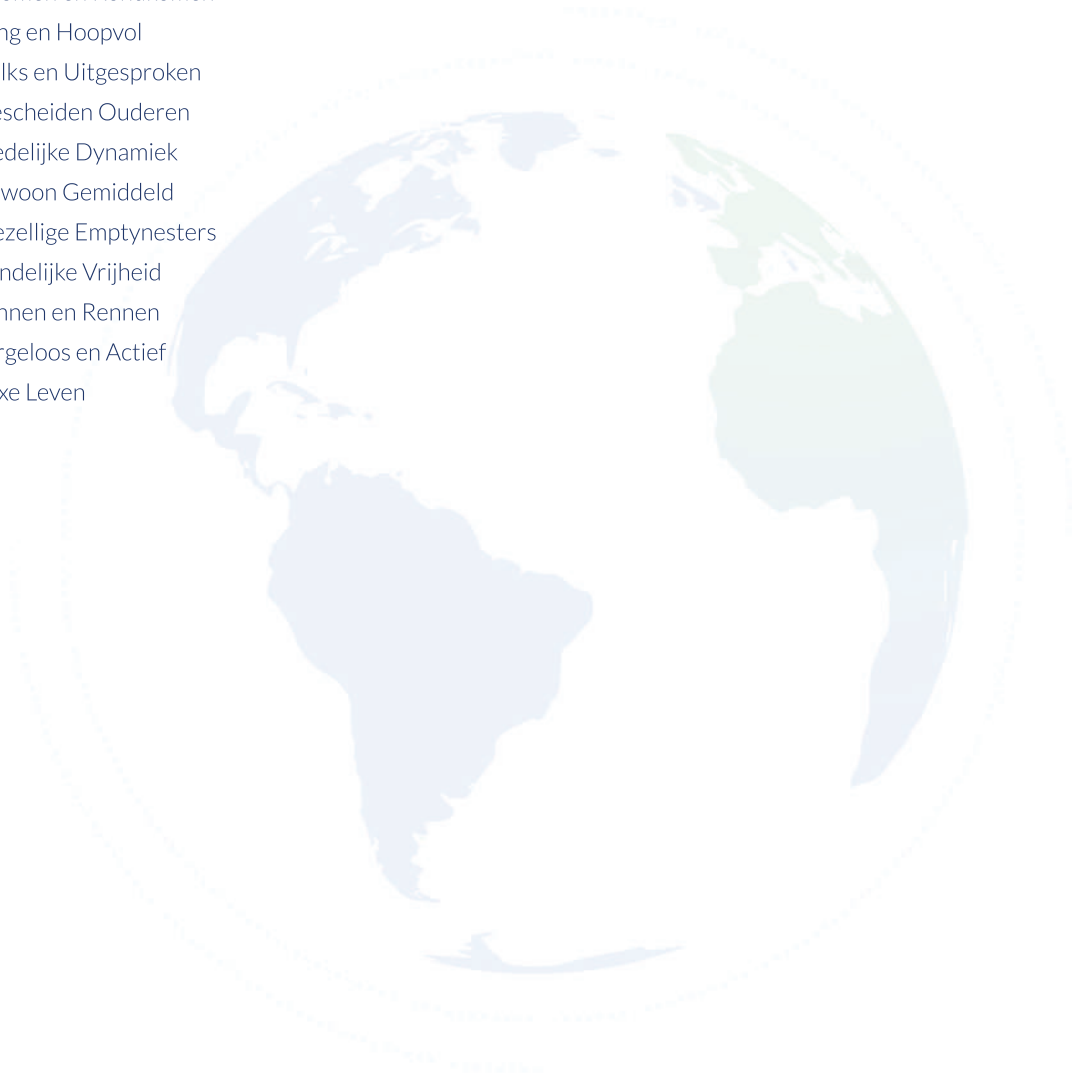 ng en Hoopvol
lks en Uitgesproken
escheiden Ouderen
edelijke Dynamiek
woon Gemiddeld
ezellige Emptynesters
ndelijke Vrijheid
nnen en Rennen
rgeloos en Actief
xe Leven